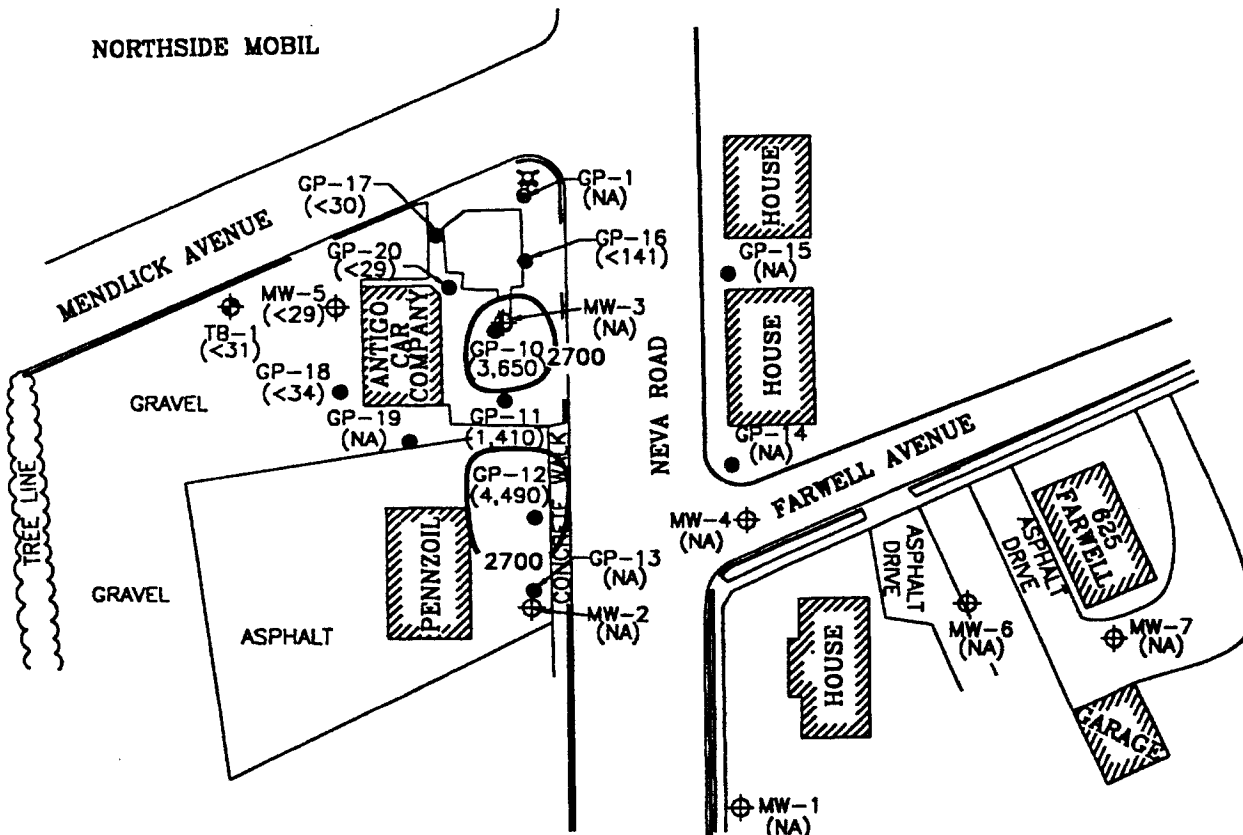 NORTHSIDE MOBIL
GP-17
(<30)
GP-1
(NA)
MENDLICK AVENUE
GP-20
(<29)
GP-16
(<141)
HOUSE
GP-15
(NA)
MW-5
(<29)
TB-1
(<31)
ANTIGO
CAR
COMPANY
MW-3
(NA)
GP-10
(3,650)
2700
NEVA ROAD
HOUSE
GP-18
(<34)
GRAVEL
GP-19
(NA)
GP-11
(1,410)
GP-14
(NA)
FARWELL AVENUE
TREE LINE
GP-12
(4,490)
CONCRETE WALK
MW-4
(NA)
ASPHALT
DRIVE
ASPHALT
DRIVE
625
FARWELL
2700
GP-13
(NA)
GRAVEL
PENNZOIL
MW-2
(NA)
ASPHALT
HOUSE
MW-6
(NA)
MW-7
(NA)
GARAGE
MW-1
(NA)